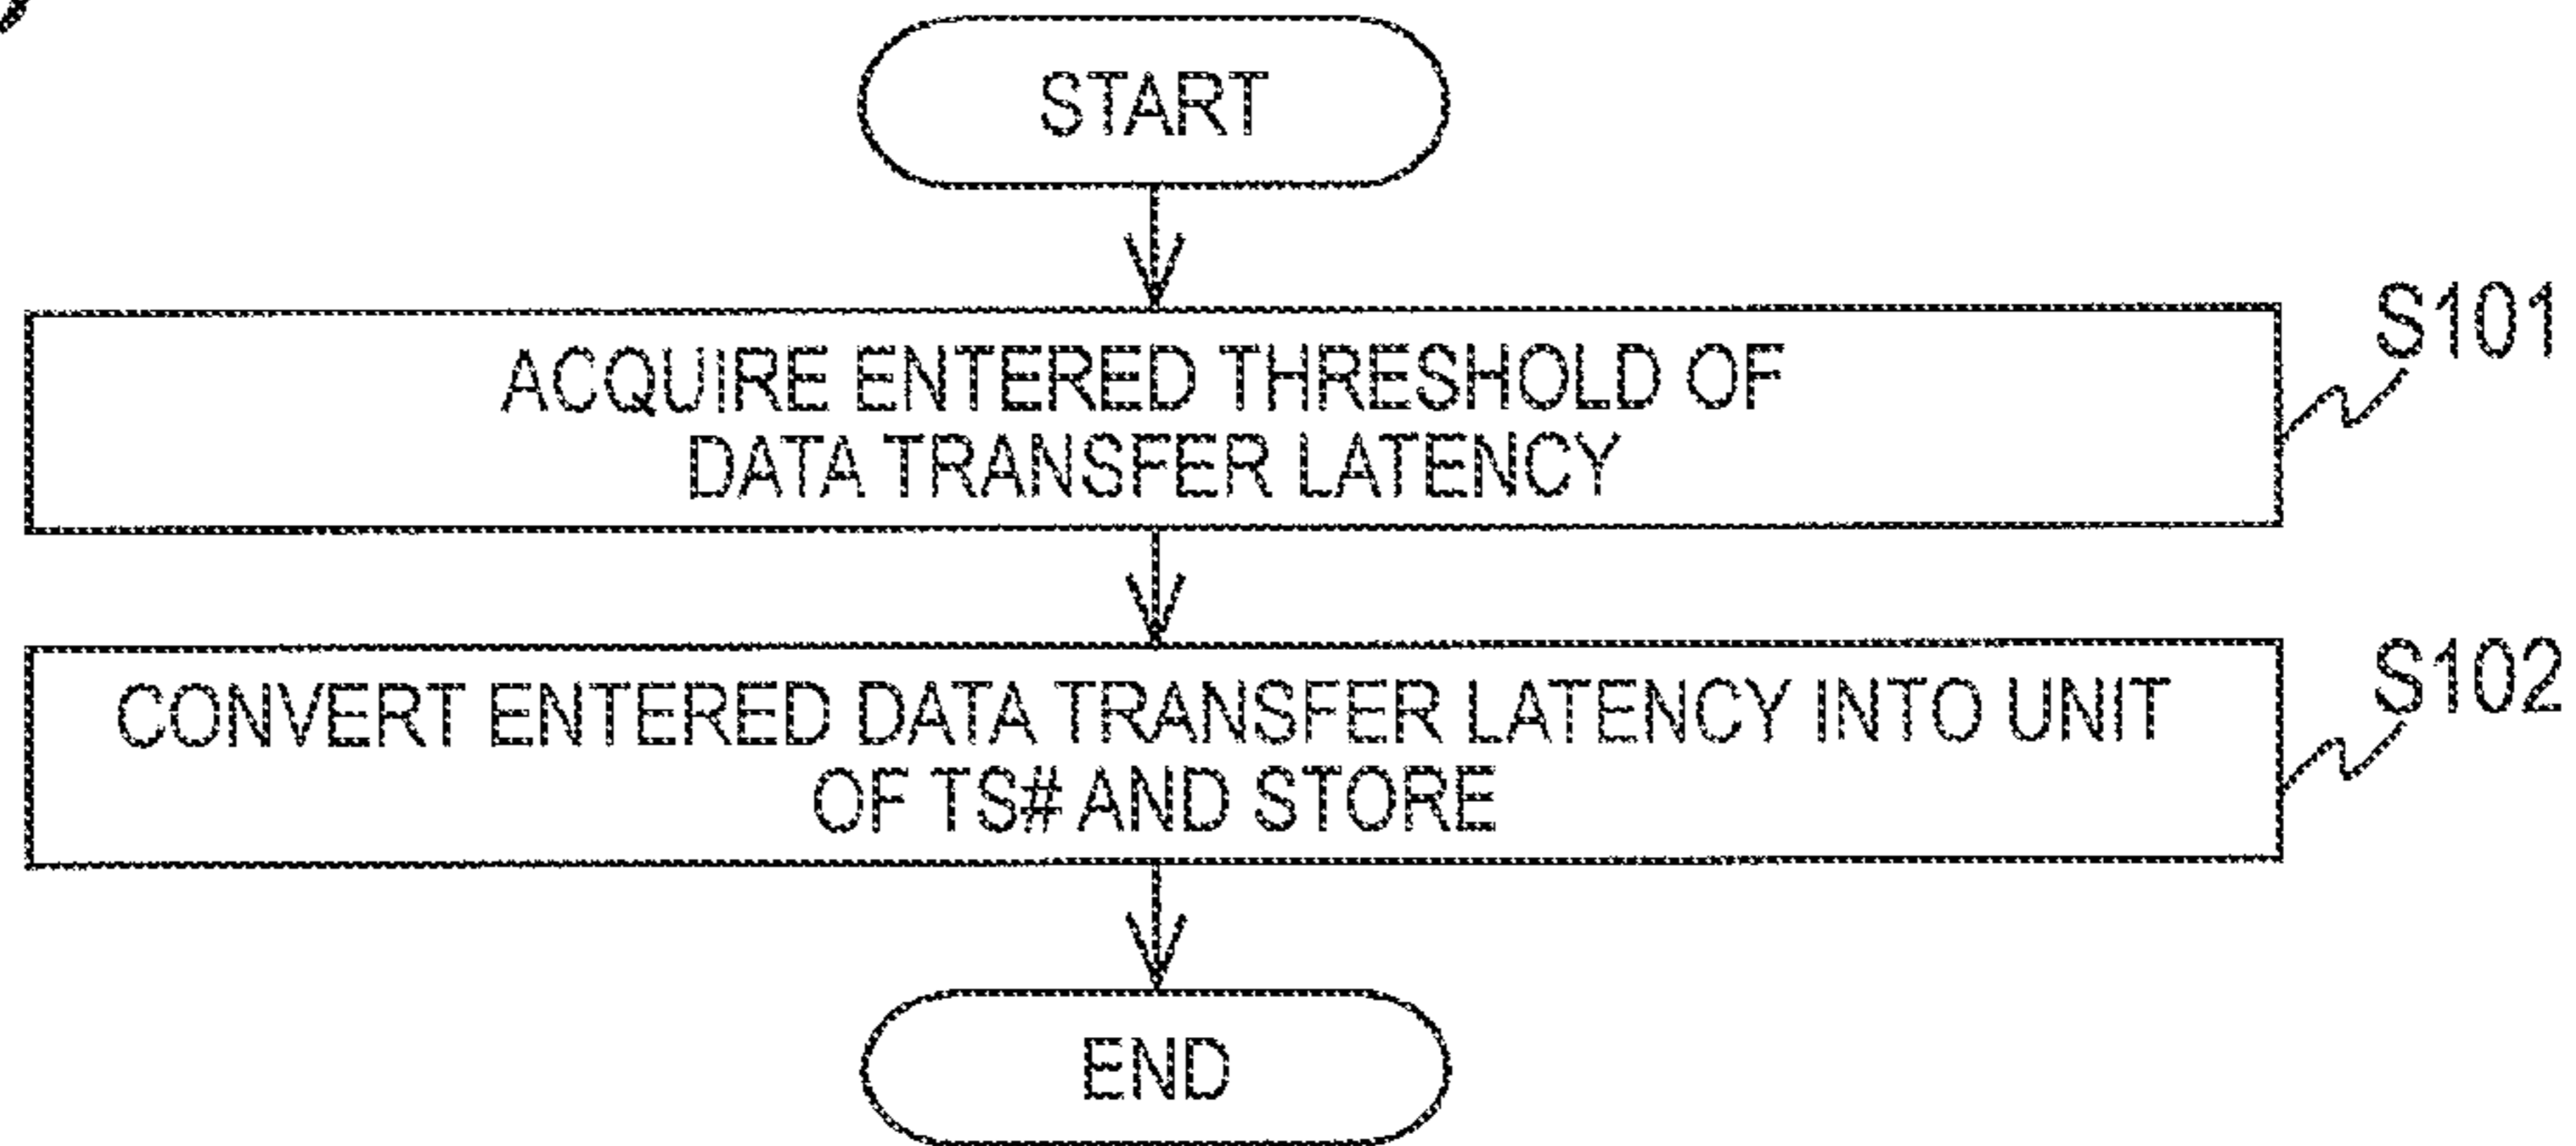 START
ACQUIRE ENTERED THRESHOLD OF
DATA TRANSFER LATENCY
S101
CONVERT ENTERED DATA TRANSFER LATENCY INTO UNIT
OF TS# AND STORE
S102
END